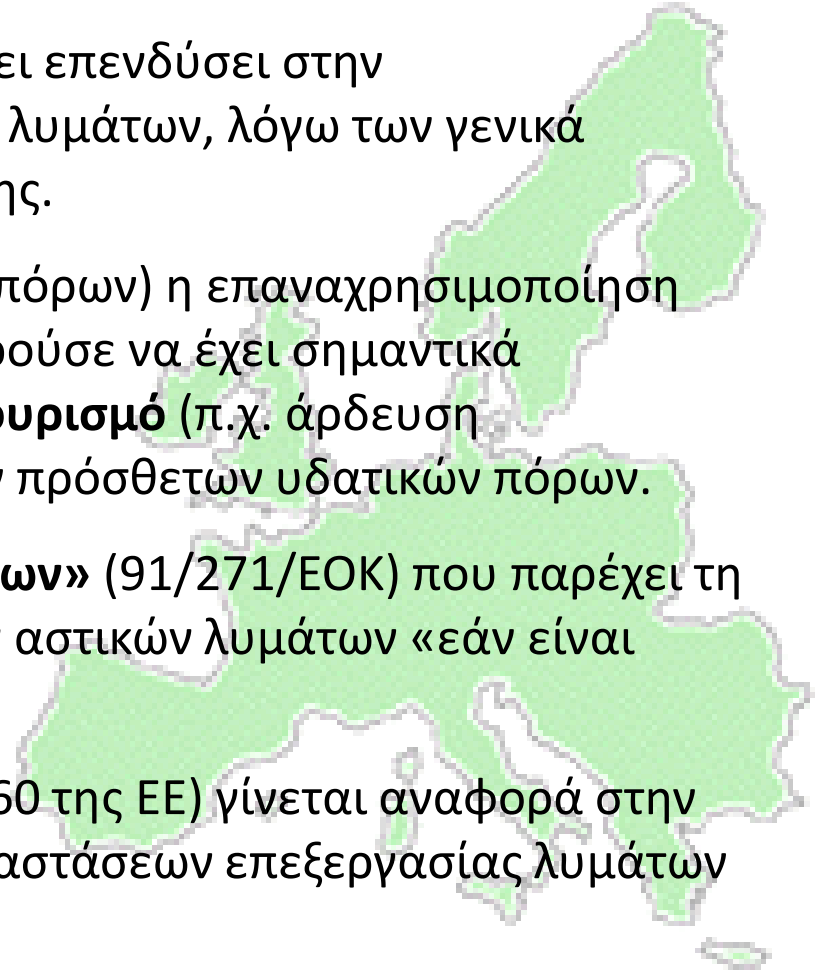 ει επενδύσει στην
λυμάτων, λόγω των γενικά
ης.
πόρων) η επαναχρησιμοποίηση
ρούσε να έχει σημαντικά
ουρισμό (π.χ. άρδευση
ν πρόσθετων υδατικών πόρων.
ων» (91/271/ΕΟΚ) που παρέχει τη
ν αστικών λυμάτων «εάν είναι
60 της ΕΕ) γίνεται αναφορά στην
αστάσεων επεξεργασίας λυμάτων